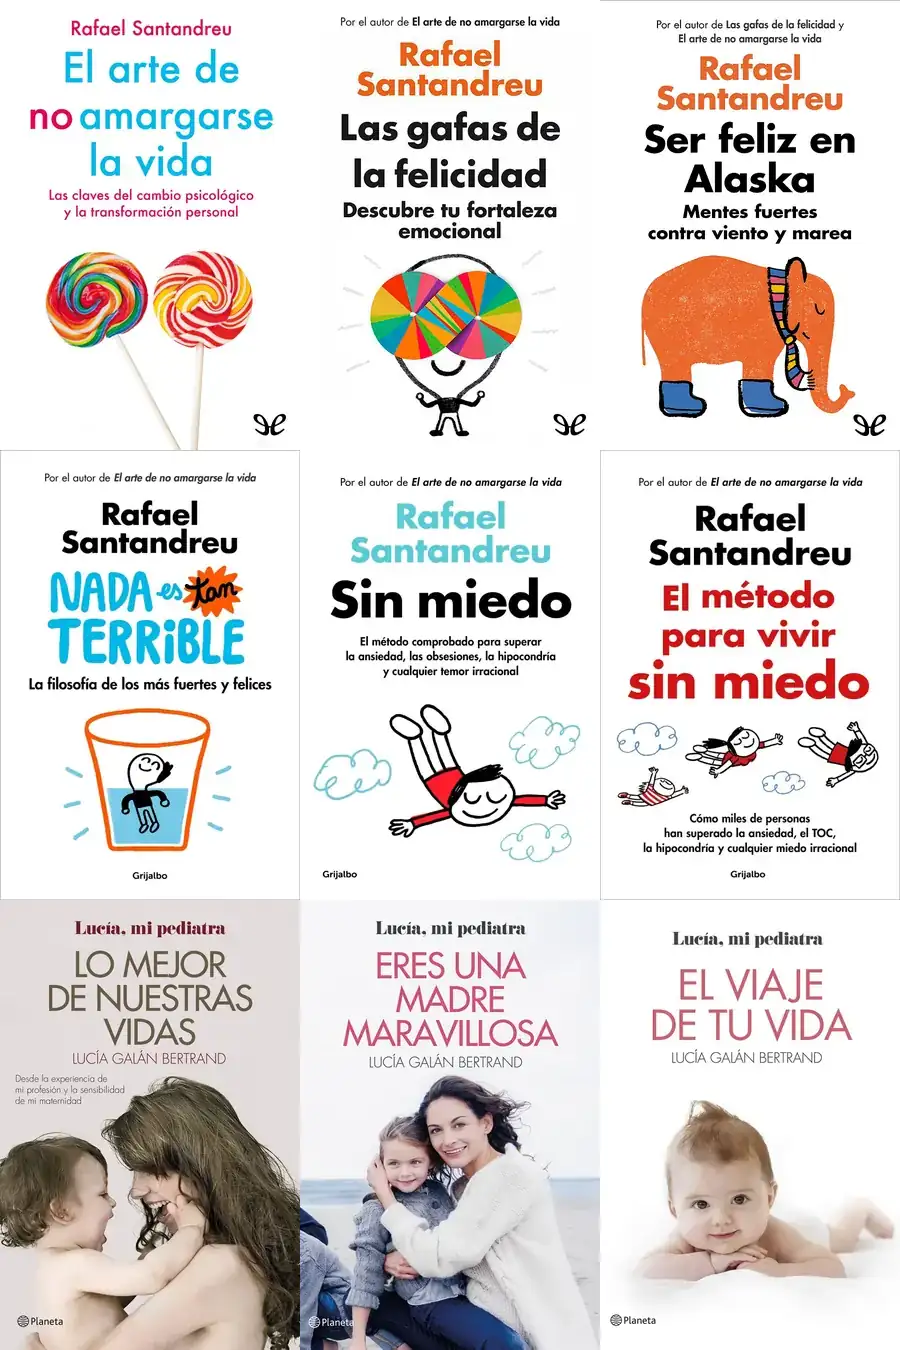 Rafael Santandreu
El arte de
no amargarse
la vida
Las claves del cambio psicológico
y la transformación personal
Por el autor de El arte de no amargarse la vida
Rafael
Santandreu
Las gafas de
la felicidad
Descubre tu fortaleza
emocional
Por el autor de Las gafas de la felicidad y
El arte de no amargarse la vida
Rafael
Santandreu
Ser feliz en
Alaska
Mentes fuertes
contra viento y marea
Por el autor de El arte de no amargarse la vida
Rafael
Santandreu
NADA es tan
TERRiBLE
La filosofía de los más fuertes y felices
Grijalbo
Por el autor de El arte de no amargarse la vida
Rafael
Santandreu
Sin miedo
El método comprobado para superar
la ansiedad, las obsesiones, la hipocondría
y cualquier temor irracional
Grijalbo
Por el autor de El arte de no amargarse la vida
Rafael
Santandreu
El método
para vivir
sin miedo
Cómo miles de personas
han superado la ansiedad, el TOC,
la hipocondría y cualquier miedo irracional
Grijalbo
Lucía, mi pediatra
LO MEJOR
DE NUESTRAS
VIDAS
LUCÍA GALÁN BERTRAND
Desde la experiencia de
mi profesión y la sensibilidad
de mi maternidad
Planeta
Lucía, mi pediatra
ERES UNA
MADRE
MARAVILLOSA
LUCÍA GALÁN BERTRAND
Planeta
Lucía, mi pediatra
EL VIAJE
DE TU VIDA
LUCÍA GALÁN BERTRAND
Planeta